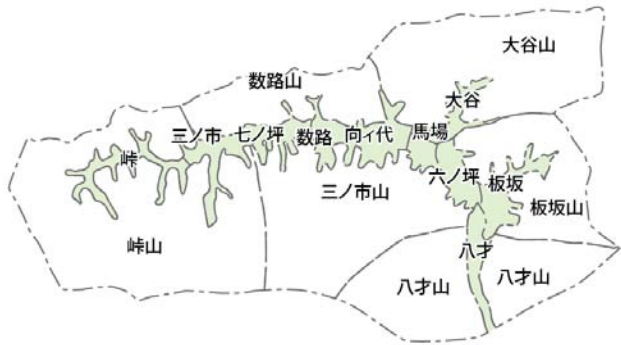 大谷山
数路山
大谷
三ノ市
七ノ坪
数路
向ィ代
馬場
峠
六ノ坪
板坂
三ノ市山
板坂山
峠山
八才
八才山
八才山